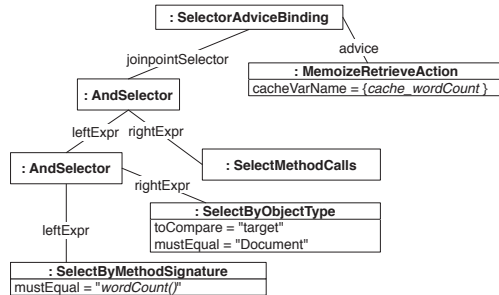 : SelectorAdviceBinding
joinpointSelector
advice
: MemoizeRetrieveAction
cacheVarName = {cache_wordCount }
: AndSelector
leftExpr
rightExpr
: AndSelector
: SelectMethodCalls
rightExpr
: SelectByObjectType
toCompare = "target"
mustEqual = "Document"
leftExpr
: SelectByMethodSignature
mustEqual = "wordCount()"